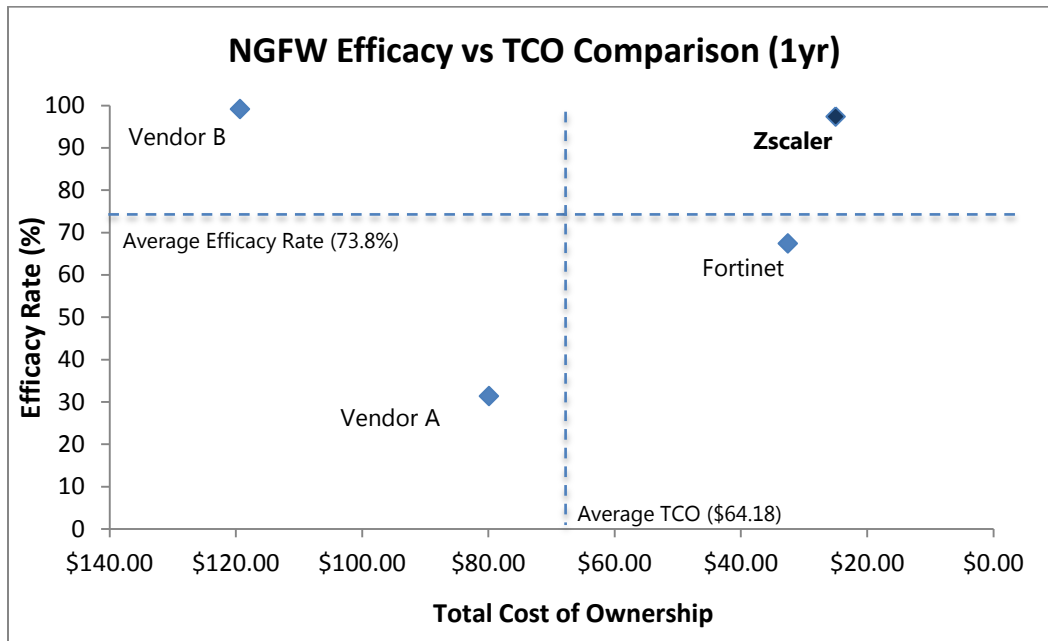 NGFW Efficacy vs TCO Comparison (1yr)
100
90
80
70
60
50
40
30
20
10
0
Efficacy Rate (%)
Vendor B
Zscaler
Average Efficacy Rate (73.8%)
Fortinet
Vendor A
Average TCO ($64.18)
$140.00 $120.00 $100.00 $80.00 $60.00 $40.00 $20.00 $0.00
Total Cost of Ownership